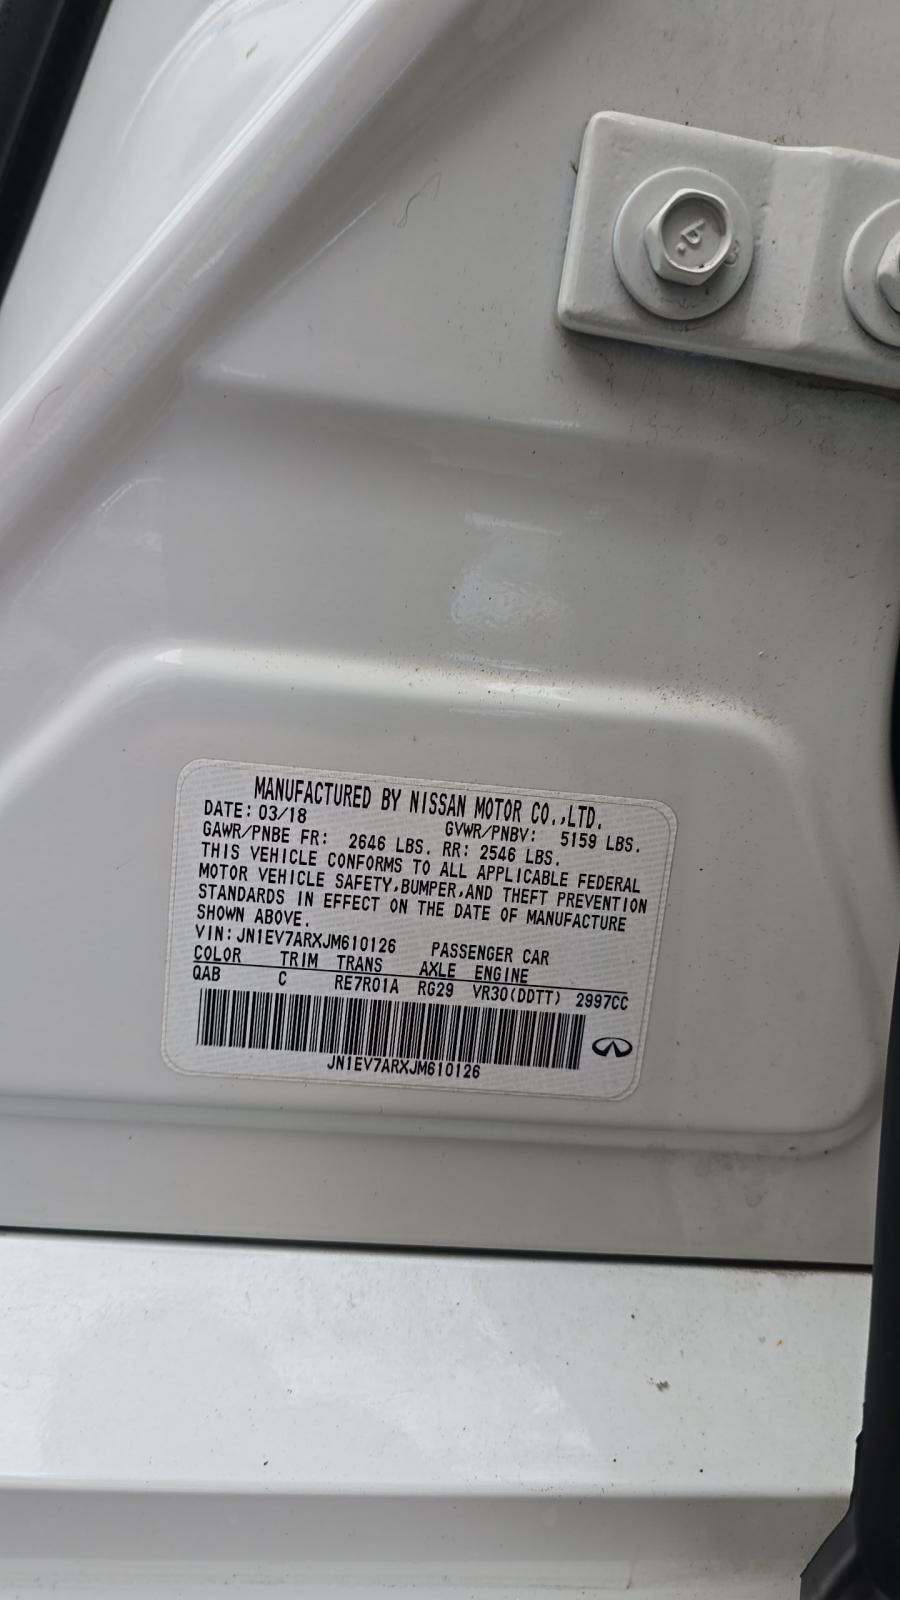 MANUFACTURED BY NISSAN MOTOR CO.,LTD.
DATE: 03/18 GVWR/PNBV: 5159 LBS.
GAWR/PNBE FR: 2646 LBS. RR: 2546 LBS.
THIS VEHICLE CONFORMS TO ALL APPLICABLE FEDERAL
MOTOR VEHICLE SAFETY,BUMPER,AND THEFT PREVENTION
STANDARDS IN EFFECT ON THE DATE OF MANUFACTURE
SHOWN ABOVE.
VIN: JN1EV7ARXJM610126 PASSENGER CAR
COLOR TRIM TRANS AXLE ENGINE
QAB C RE7R01A RG29 VR30(DDTT) 2997CC
JN1EV7ARXJM610126